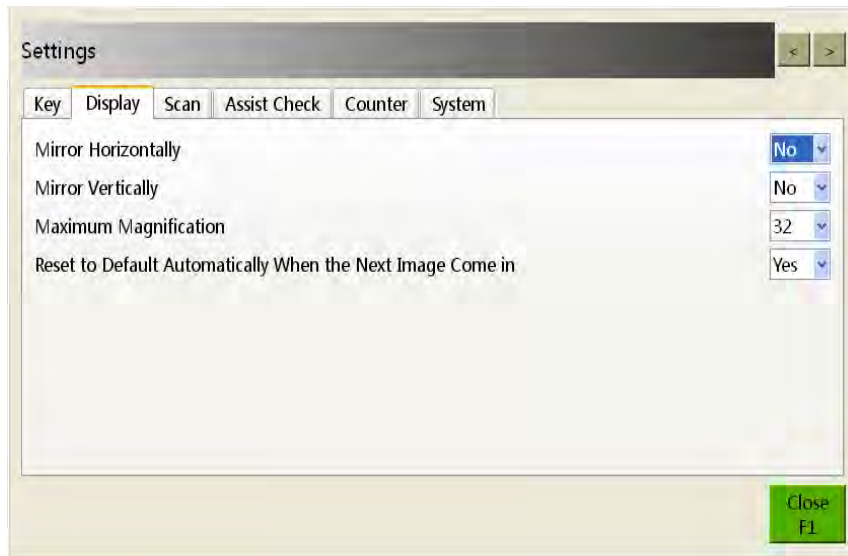 Settings
< >
Key Display Scan Assist Check Counter System
Mirror Horizontally No
Mirror Vertically No
Maximum Magnification 32
Reset to Default Automatically When the Next Image Come in Yes
Close
F1